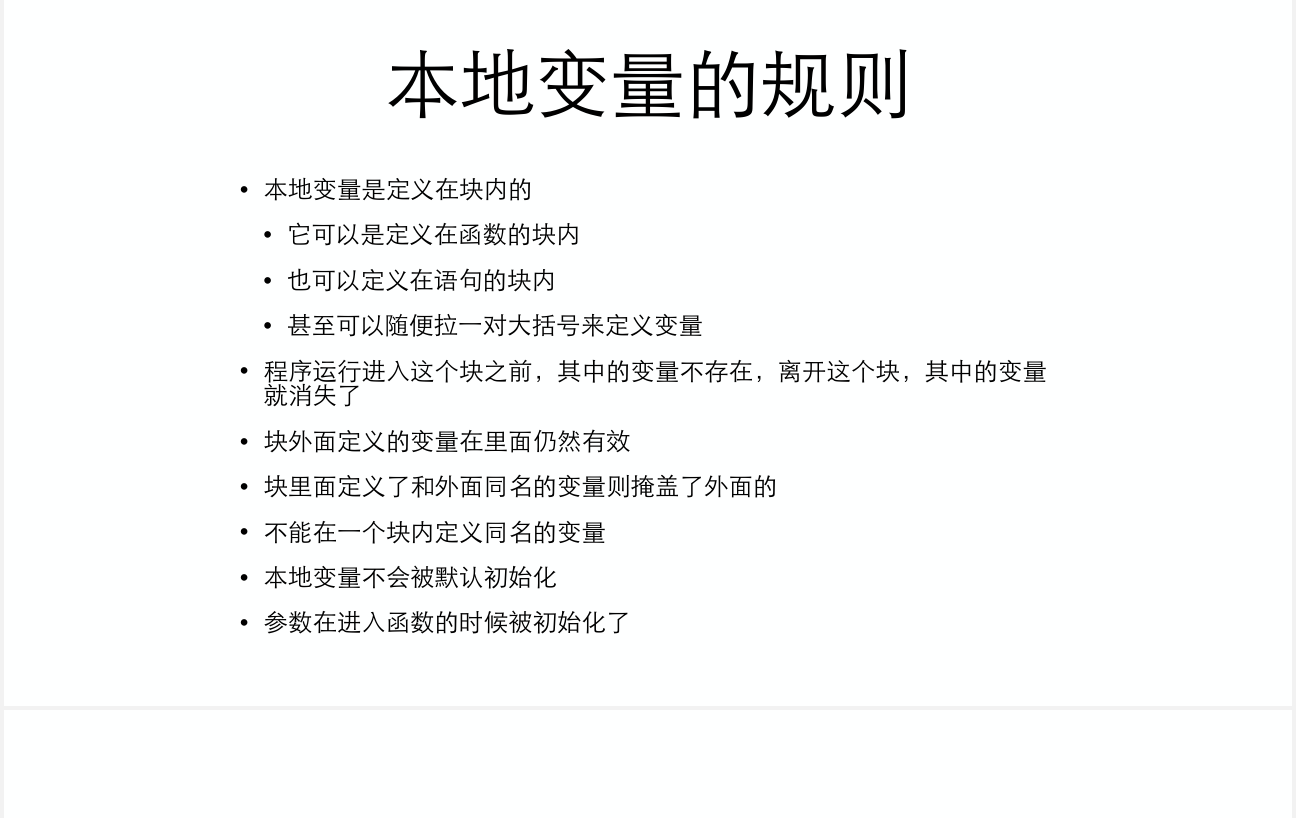 本地变量的规则
• 本地变量是定义在块内的
• 它可以是定义在函数的块内
• 也可以定义在语句的块内
• 甚至可以随便拉一对大括号来定义变量
• 程序运行进入这个块之前，其中的变量不存在，离开这个块，其中的变量
就消失了
• 块外面定义的变量在里面仍然有效
• 块里面定义了和外面同名的变量则掩盖了外面的
• 不能在一个块内定义同名的变量
• 本地变量不会被默认初始化
• 参数在进入函数的时候被初始化了